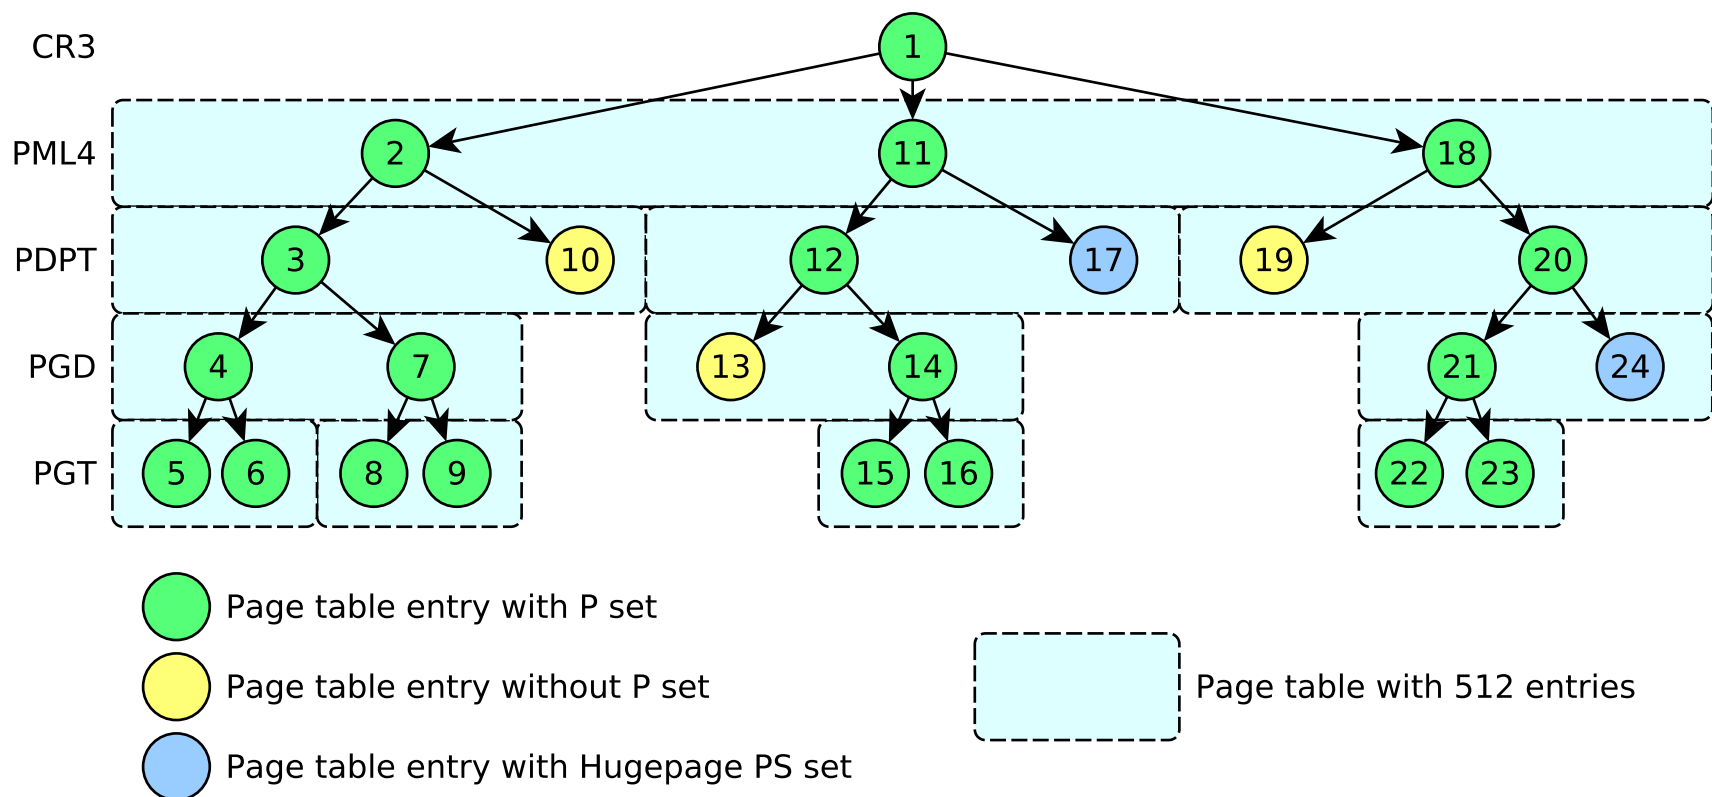 CR3 1
PML4 2 11 18
PDPT 3 10 12 17 19 20
PGD 4 7 13 14 21 24
PGT 5 6 8 9 15 16 22 23
Page table entry with P set
Page table entry without P set
Page table with 512 entries
Page table entry with Hugepage PS set